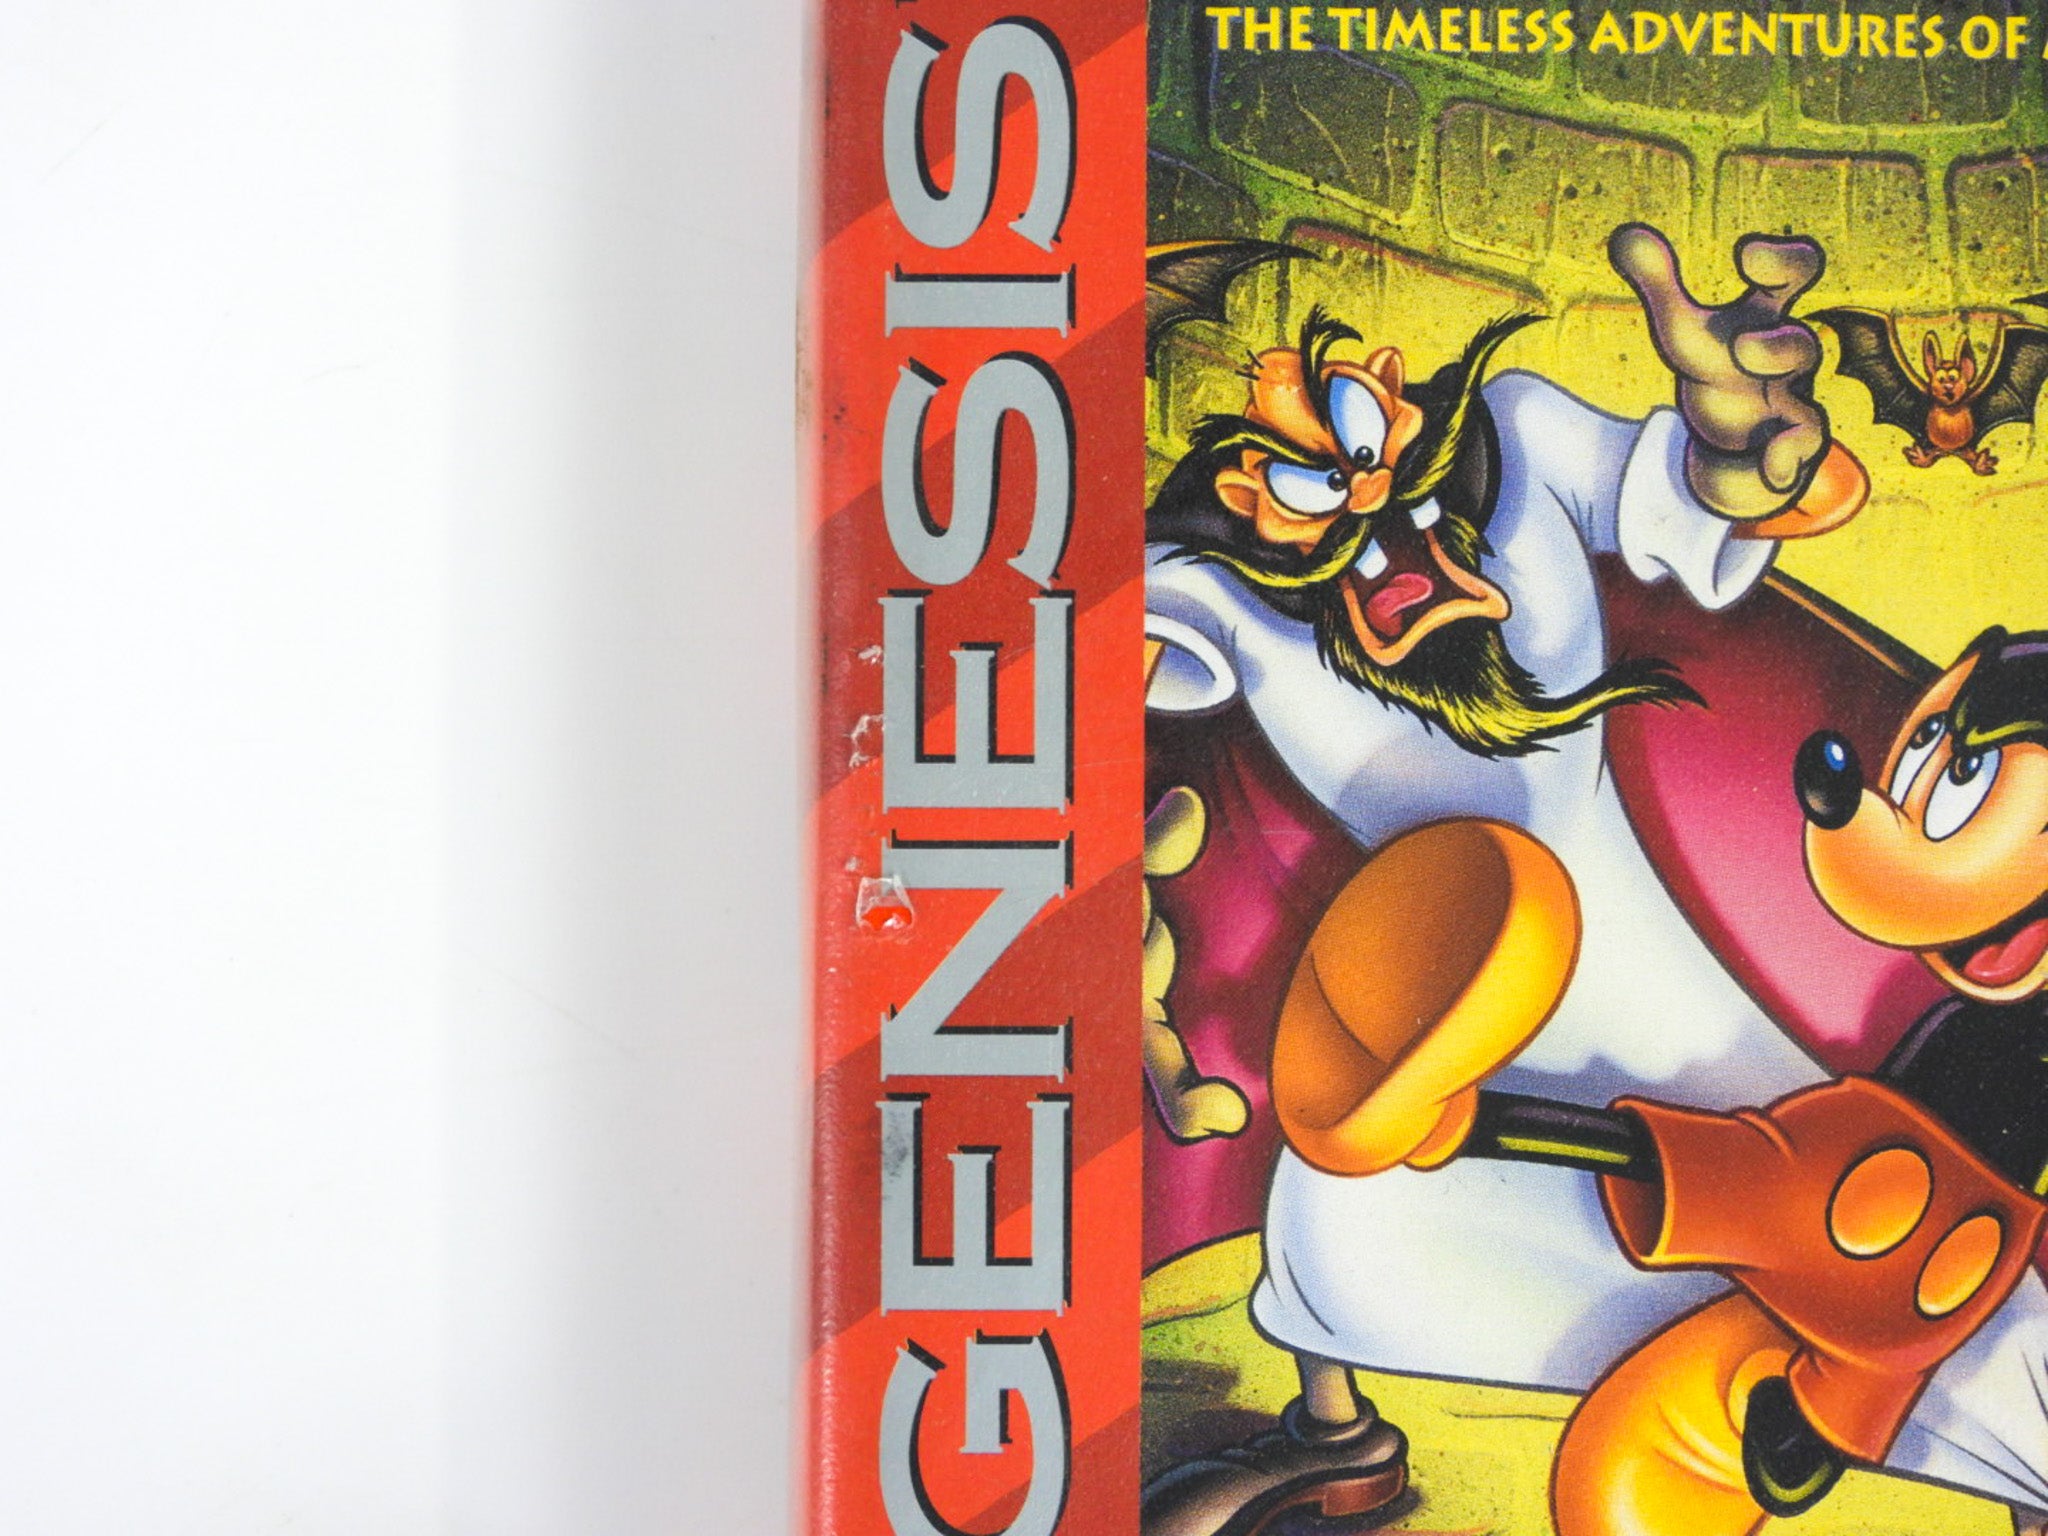 THE TIMELESS ADVENTURES OF
GENESIS